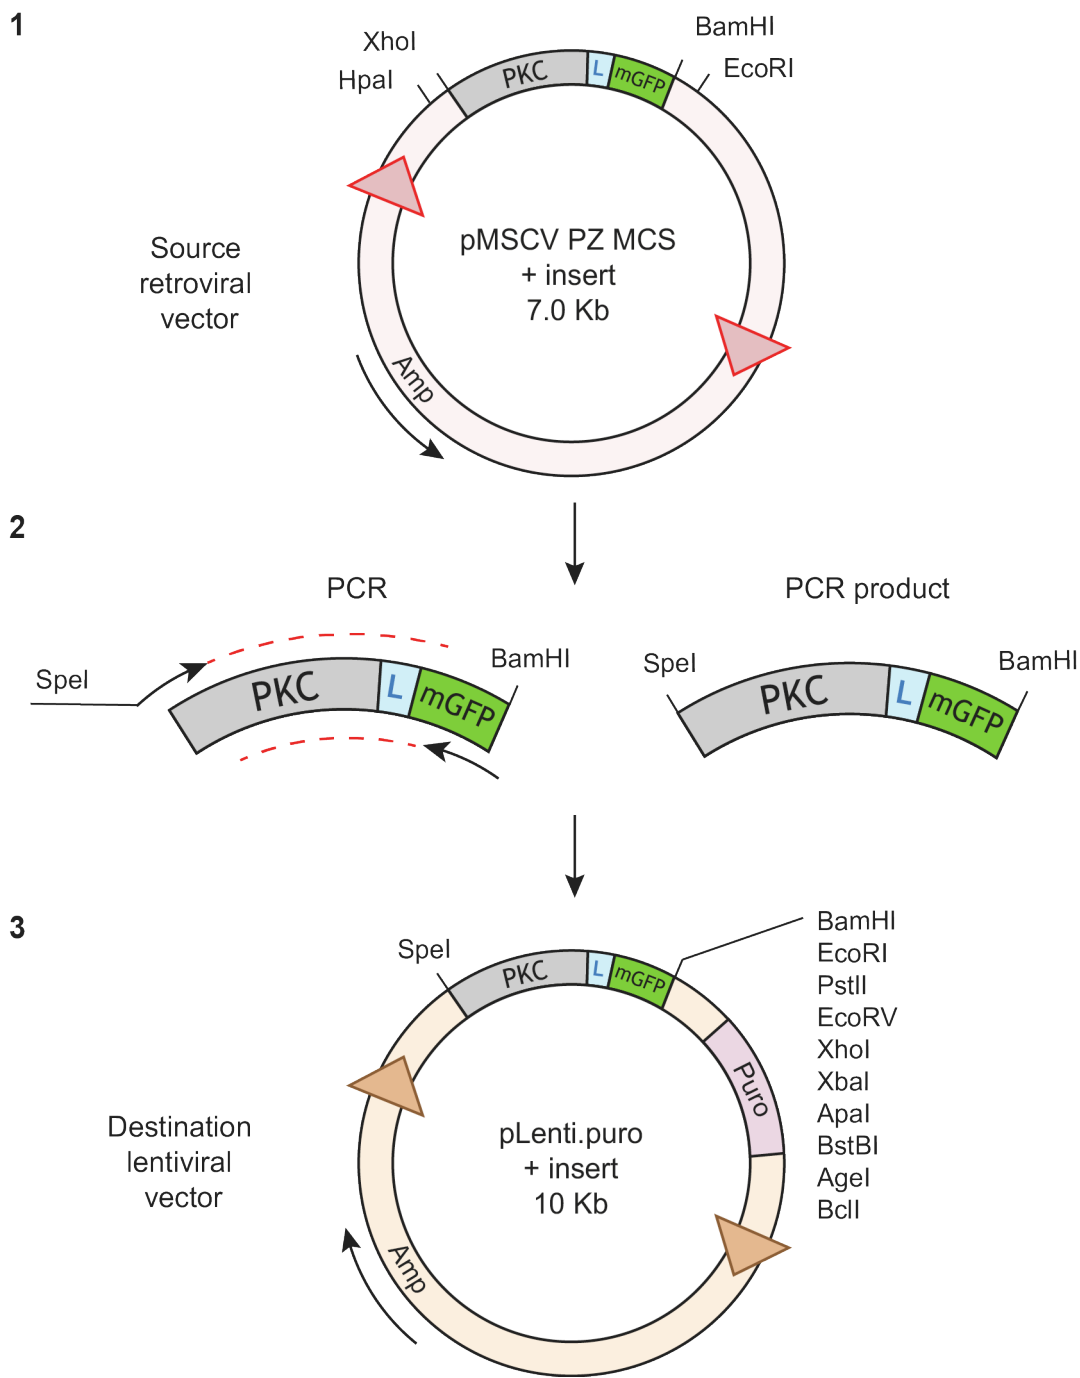 1
XhoI
HpaI
BamHI
EcoRI
PKC
L
mGFP
Source
retroviral
vector
pMSCV PZ MCS
+ insert
7.0 Kb
Amp
2
PCR
PCR product
SpeI
BamHI
PKC
L
mGFP
SpeI
BamHI
PKC
L
mGFP
3
SpeI
PKC
L
mGFP
BamHI
EcoRI
PstII
EcoRV
XhoI
XbaI
ApaI
BstBI
AgeI
BclI
Puro
Destination
lentiviral
vector
pLenti.puro
+ insert
10 Kb
Amp